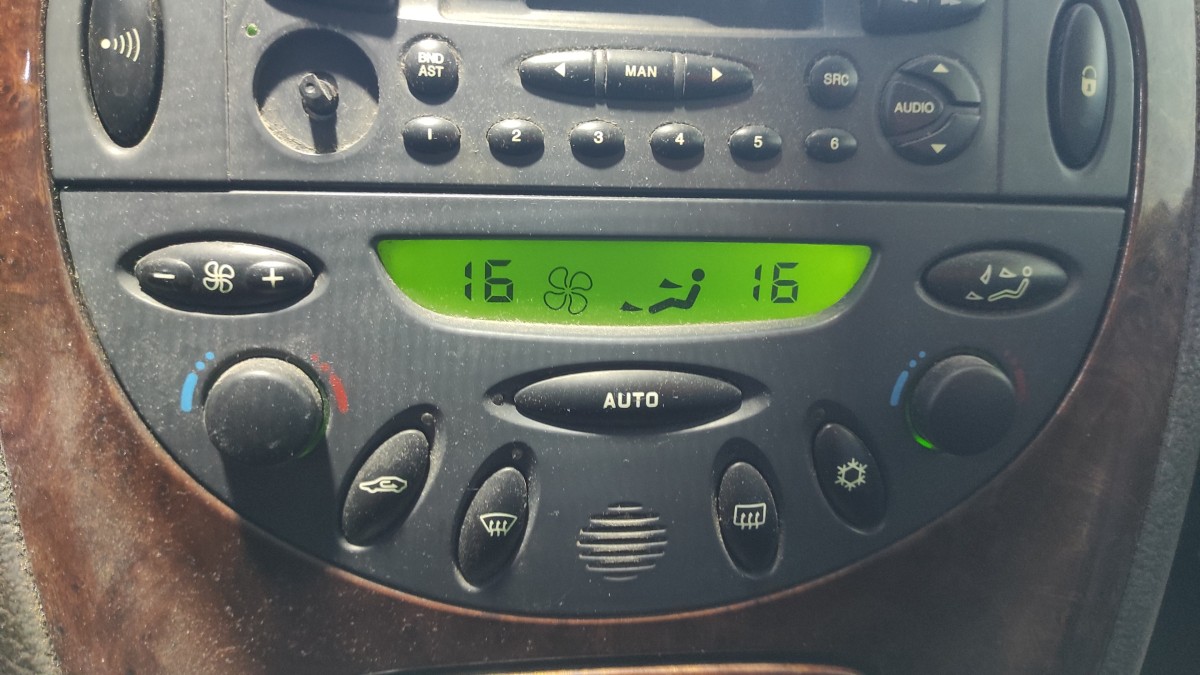 BND
AST
MAN
SRC
AUDIO
1 2 3 4 5 6
- +
16 16
AUTO